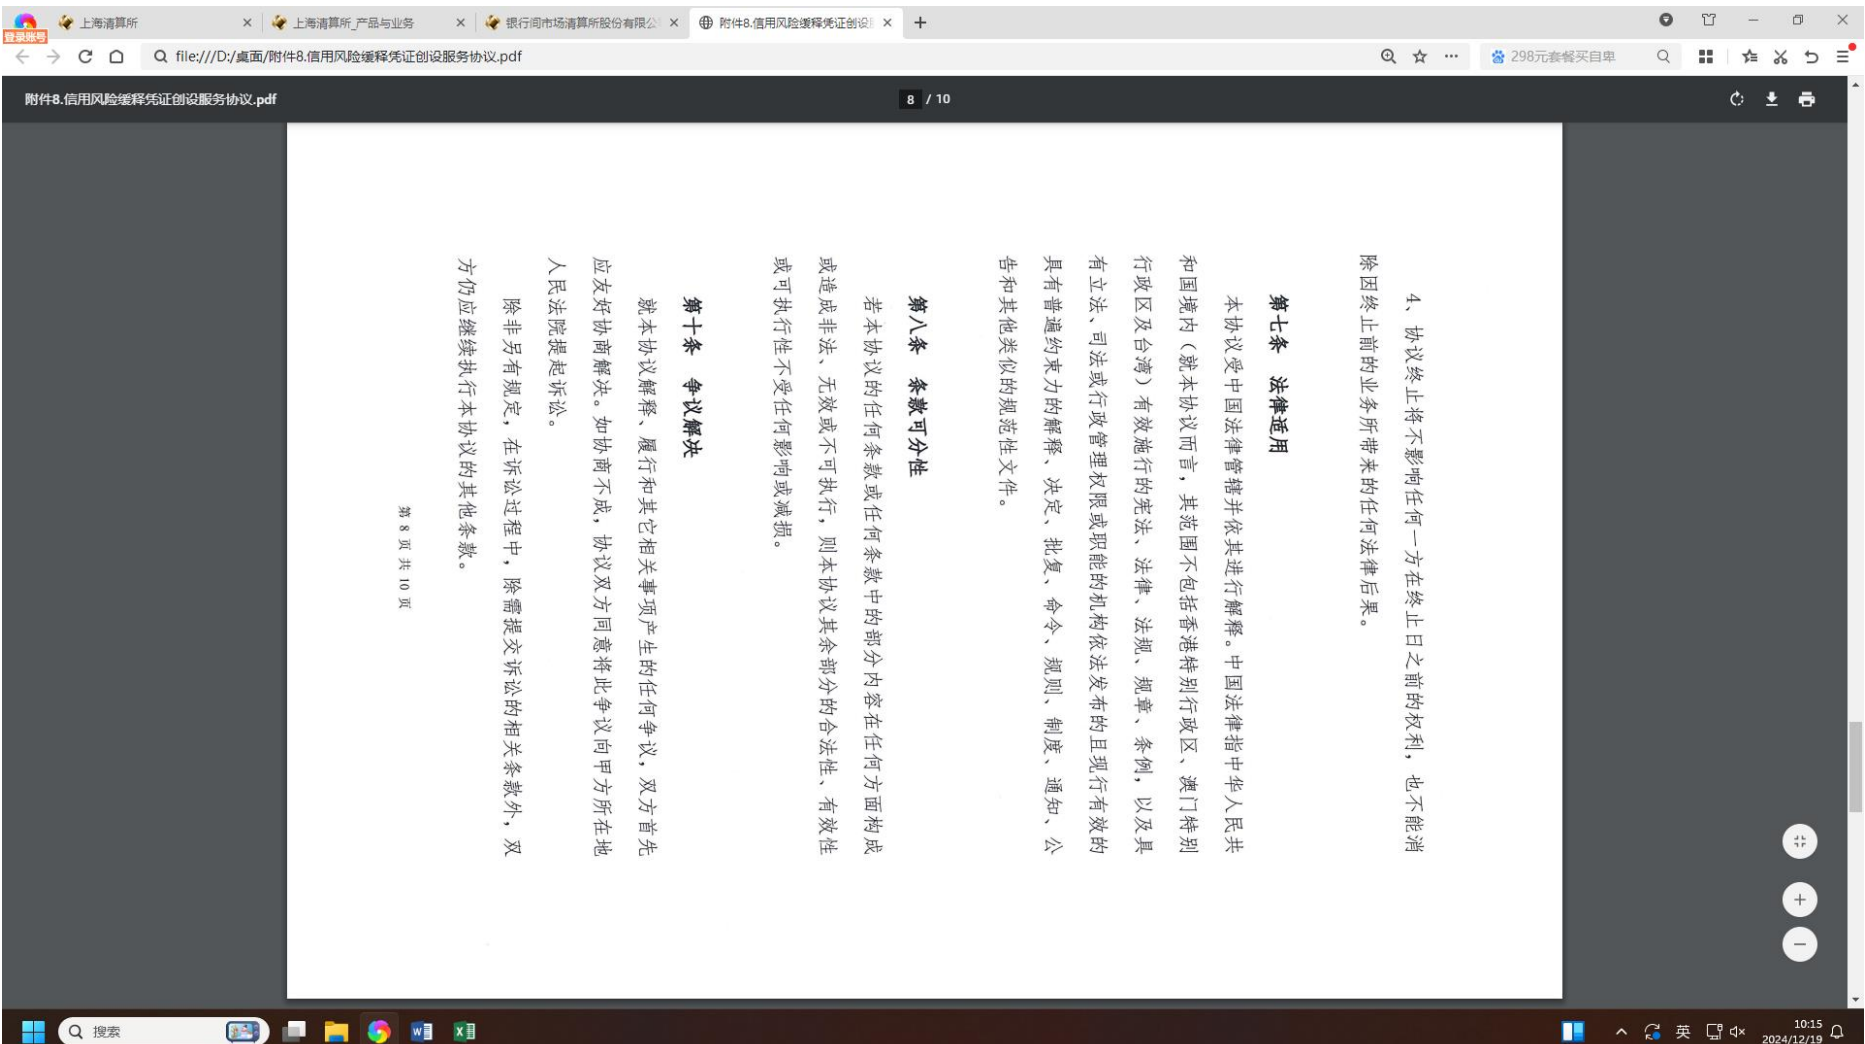 登录账号
上海清算所
上海清算所_产品与业务
银行间市场清算所股份有限公
附件8.信用风险缓释凭证创设
file:///D:/桌面/附件8.信用风险缓释凭证创设服务协议.pdf
298元套餐买自卑
附件8.信用风险缓释凭证创设服务协议.pdf
8 / 10
4、协议终止将不影响任何一方在终止日之前的权利，也不能消
除因终止前的业务所带来的任何法律后果。
第七条 法律适用
本协议受中国法律管辖并依其进行解释。中国法律指中华人民共
和国境内（就本协议而言，其范围不包括香港特别行政区、澳门特别
行政区及台湾）有效施行的宪法、法律、法规、规章、条例，以及具
有立法、司法或行政管理权限或职能的机构依法发布的且现行有效的
具有普遍约束力的解释、决定、批复、命令、规则、制度、通知、公
告和其他类似的规范性文件。
第八条 条款可分性
若本协议的任何条款或任何条款中的部分内容在任何方面构成
或造成非法、无效或不可执行，则本协议其余部分的合法性、有效性
或可执行性不受任何影响或减损。
第十条 争议解决
就本协议解释、履行和其它相关事项产生的任何争议，双方首先
应友好协商解决。如协商不成，协议双方同意将此争议向甲方所在地
人民法院提起诉讼。
除非另有规定，在诉讼过程中，除需提交诉讼的相关条款外，双
方仍应继续执行本协议的其他条款。
第 8 页 共 10 页
搜索
英
10:15
2024/12/19